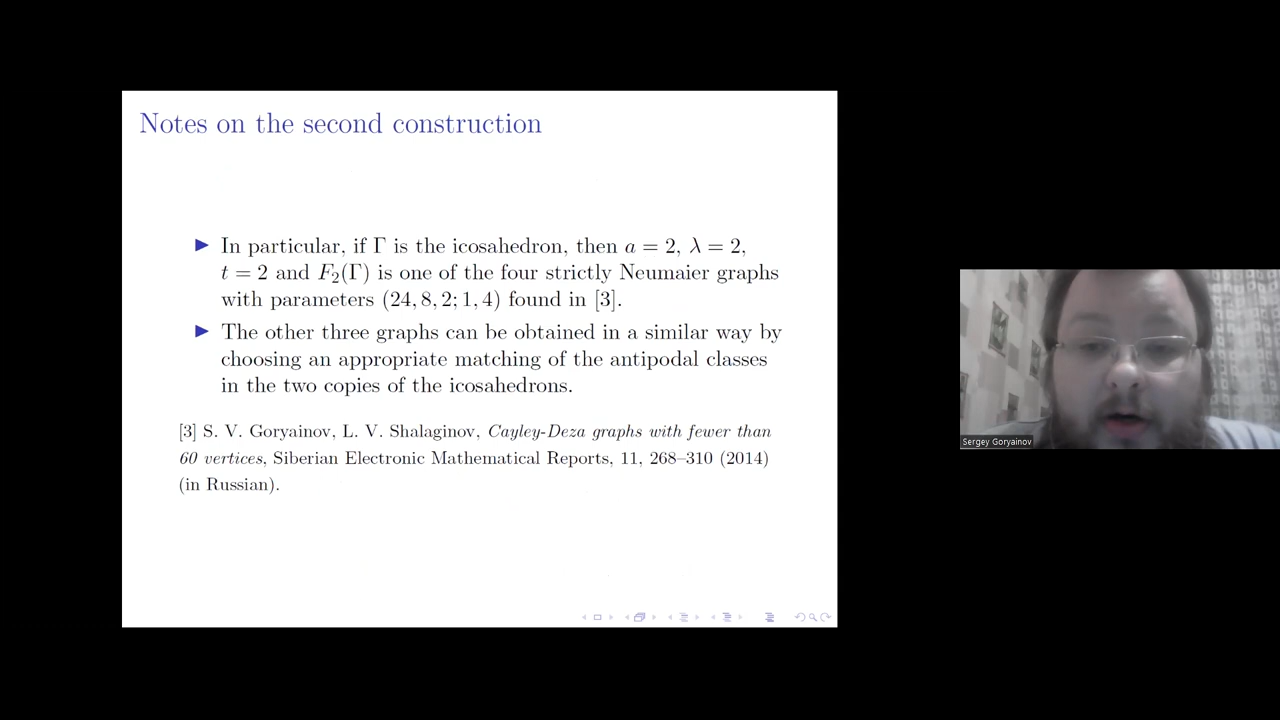 Notes on the second construction
▶ In particular, if Γ is the icosahedron, then a = 2, λ = 2,
t = 2 and F₂(Γ) is one of the four strictly Neumaier graphs
with parameters (24, 8, 2; 1, 4) found in [3].
▶ The other three graphs can be obtained in a similar way by
choosing an appropriate matching of the antipodal classes
in the two copies of the icosahedrons.
[3] S. V. Goryainov, L. V. Shalaginov, Cayley-Deza graphs with fewer than
60 vertices, Siberian Electronic Mathematical Reports, 11, 268–310 (2014)
(in Russian).
Sergey Goryainov